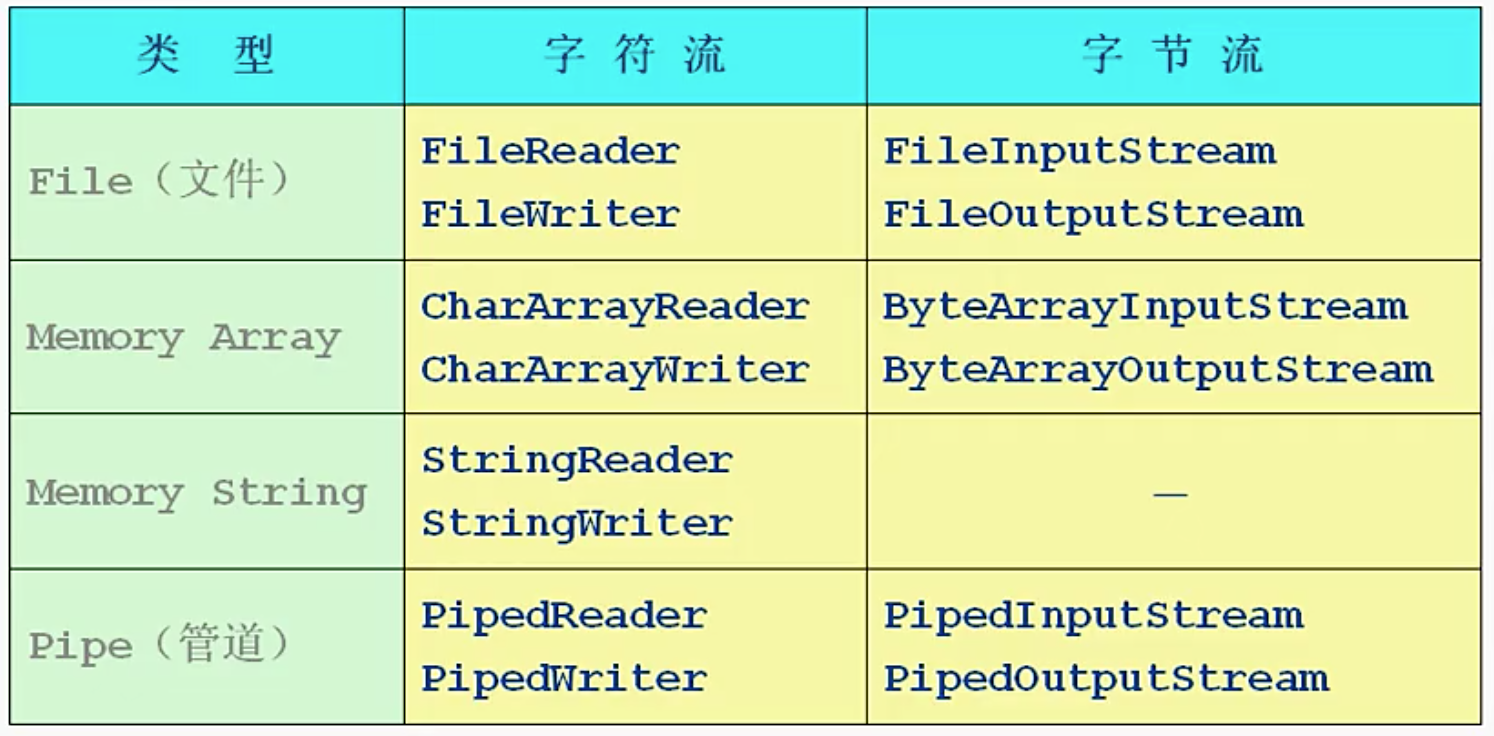 类 型 字 符 流 字 节 流
File（文件） FileReader FileInputStream
FileWriter FileOutputStream
Memory Array CharArrayReader ByteArrayInputStream
CharArrayWriter ByteArrayOutputStream
Memory String StringReader —
StringWriter
Pipe（管道） PipedReader PipedInputStream
PipedWriter PipedOutputStream